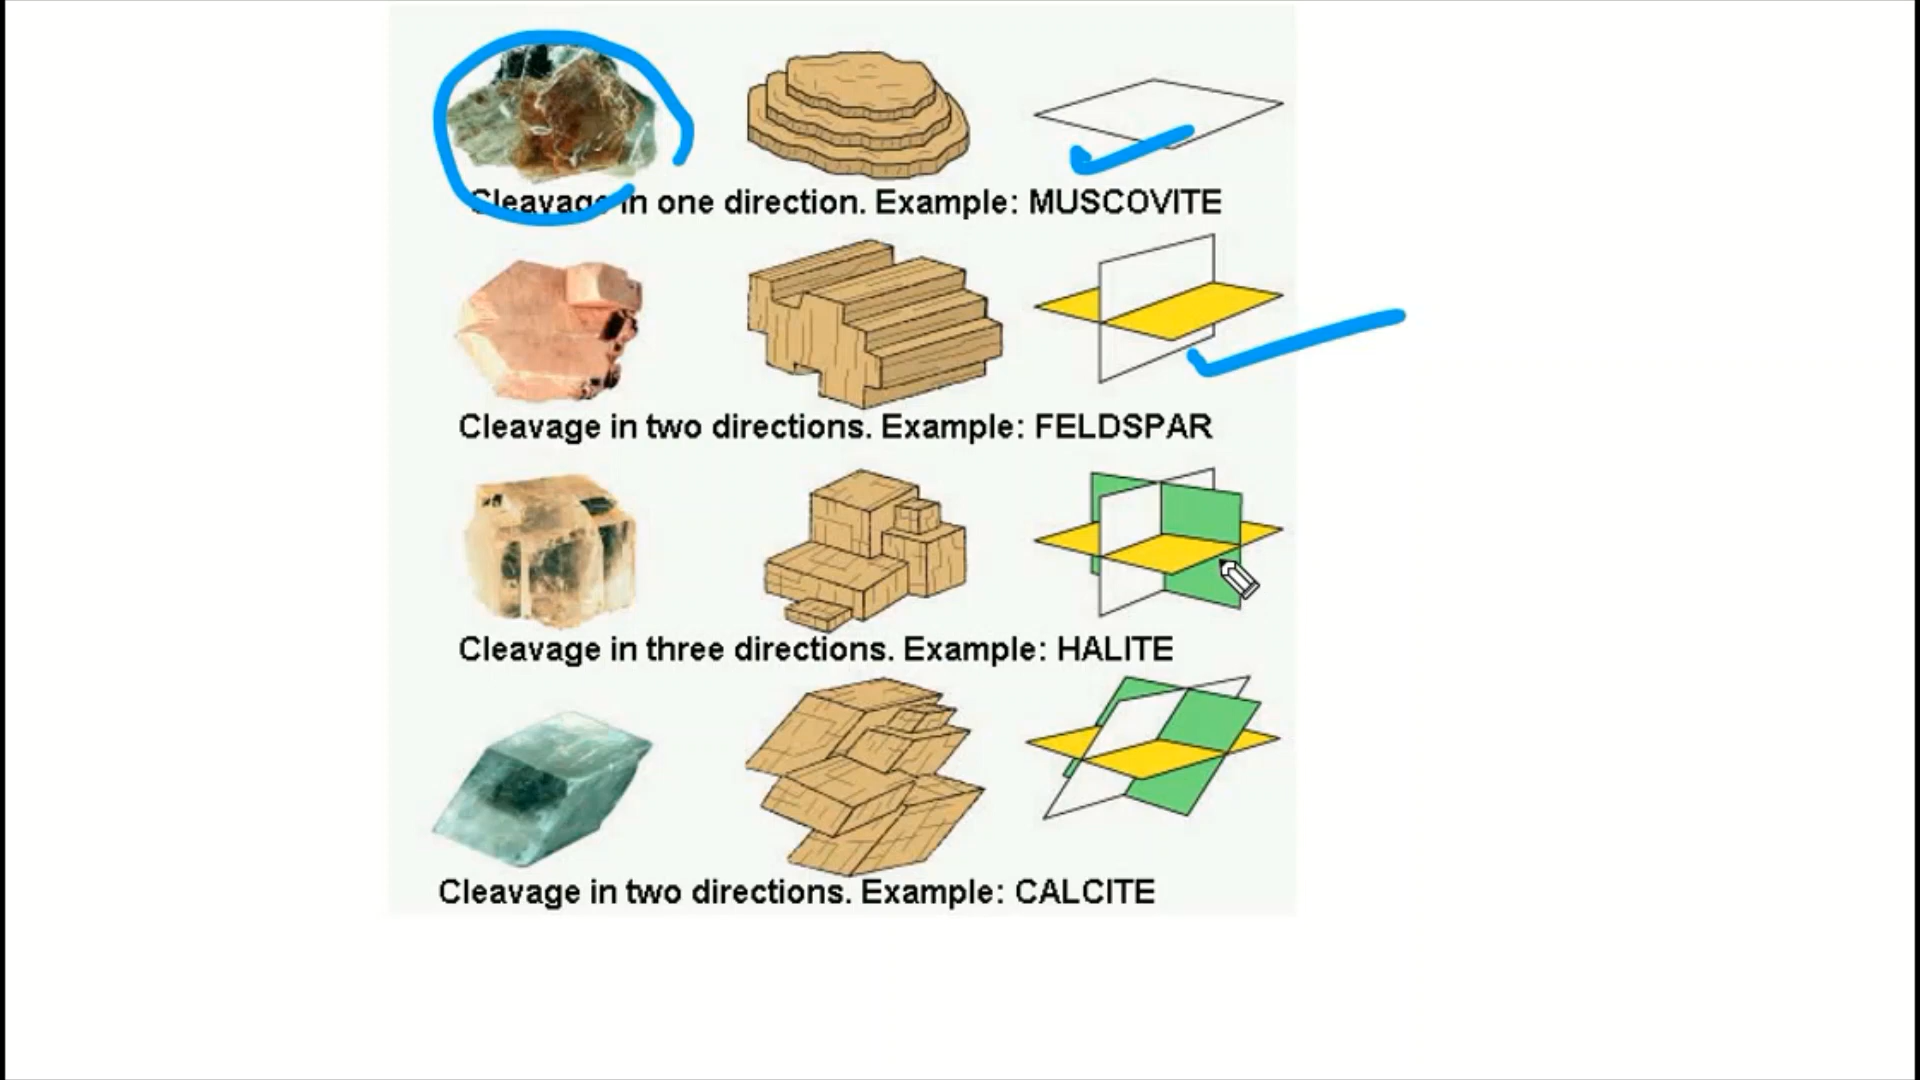 Cleavage in one direction. Example: MUSCOVITE
Cleavage in two directions. Example: FELDSPAR
Cleavage in three directions. Example: HALITE
Cleavage in two directions. Example: CALCITE